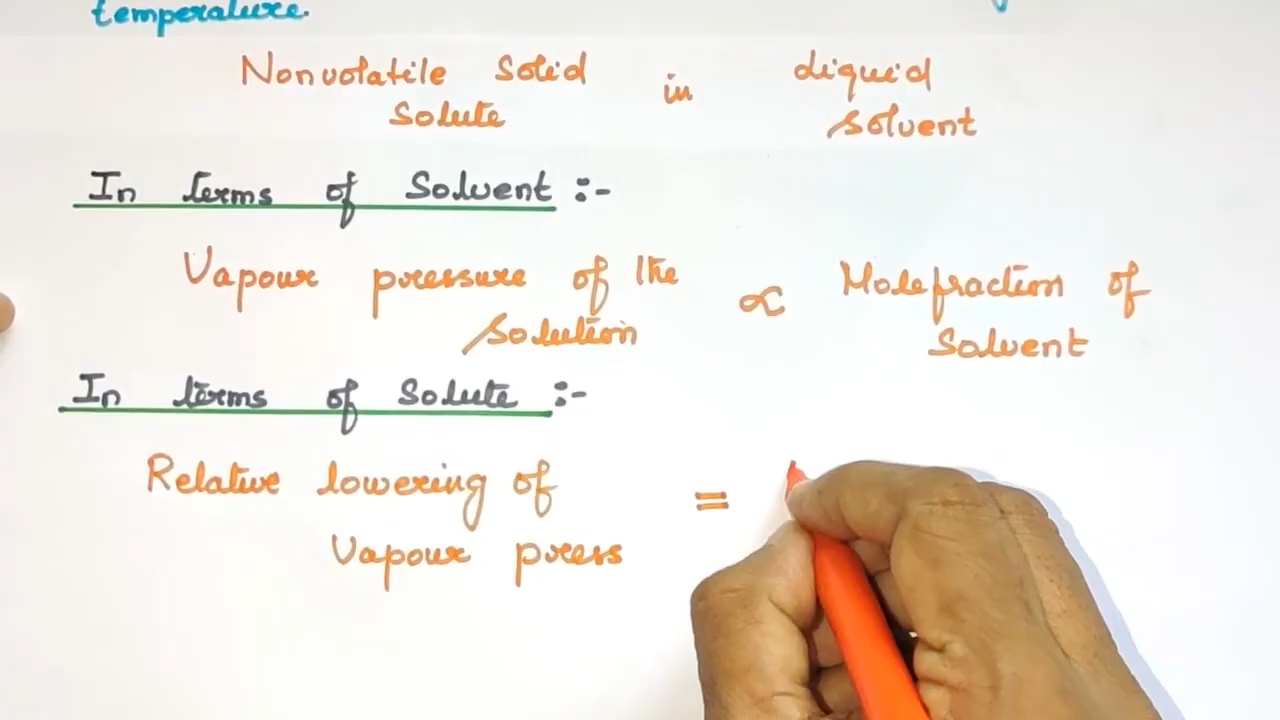 temperature.
Nonvolatile solid in liquid
solute solvent
In terms of Solvent :-
Vapour pressure of the ∝ Molefraction of
solution Solvent
In terms of Solute :-
Relative lowering of =
Vapour press